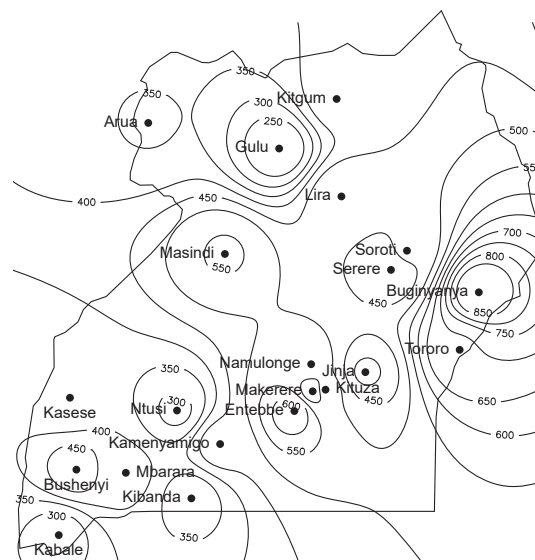 350
350
Kitgum
300
Arua
250
500
Gulu
55
Lira
450
400
700
Soroti
Masindi
800
Serere
550
Buginyanya
450
850
750
Tororo
Namulonge
350
Jinja
Makerere
Kituza
650
Kasese
Ntusi
300
Entebbe
600
450
400
600
Kamenyamigo
450
550
Mbarara
Bushenyi
Kibanda
350
300
350
Kabale